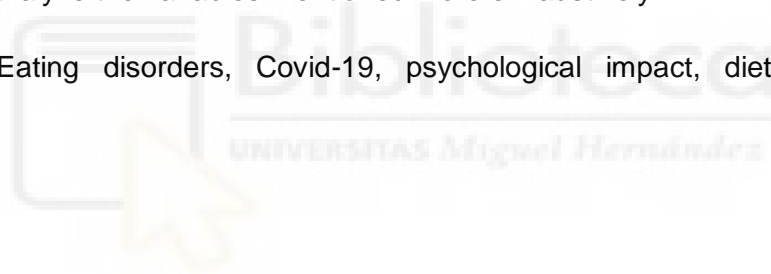 Eating disorders, Covid-19, psychological impact, diet
Biblioteca
UNIVERSITAS Miguel Hernández